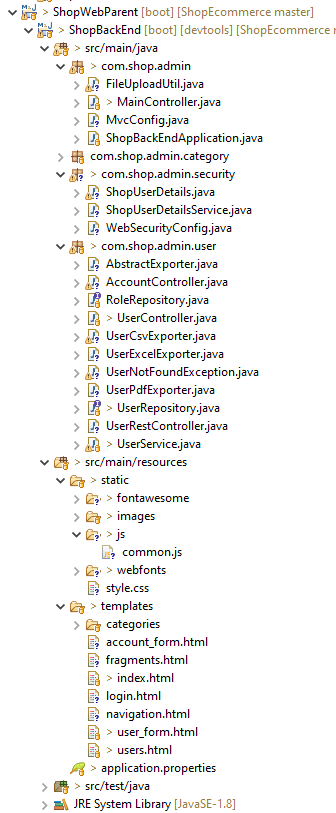 > ShopWebParent [boot] [ShopEcommerce master]
> ShopBackEnd [boot] [devtools] [ShopEcommerce r
> src/main/java
> com.shop.admin
FileUploadUtil.java
> MainController.java
MvcConfig.java
ShopBackEndApplication.java
com.shop.admin.category
> com.shop.admin.security
ShopUserDetails.java
ShopUserDetailsService.java
WebSecurityConfig.java
> com.shop.admin.user
AbstractExporter.java
AccountController.java
RoleRepository.java
> UserController.java
UserCsvExporter.java
UserExcelExporter.java
UserNotFoundException.java
UserPdfExporter.java
> UserRepository.java
UserRestController.java
> UserService.java
> src/main/resources
> static
> fontawesome
> images
> js
common.js
> webfonts
style.css
> templates
categories
account_form.html
fragments.html
> index.html
login.html
navigation.html
> user_form.html
> users.html
> application.properties
> src/test/java
JRE System Library [JavaSE-1.8]